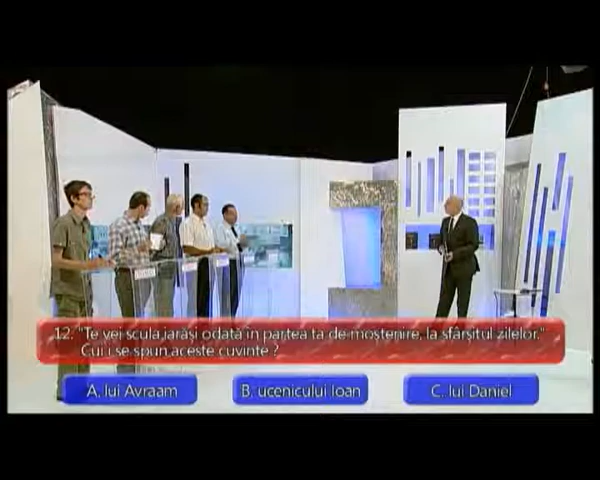 12. "Te vei scula iarăși odată în partea ta de moștenire, la sfârșitul zilelor."
Cui i se spun aceste cuvinte ?
A. lui Avraam
B. ucenicului Ioan
C. lui Daniel